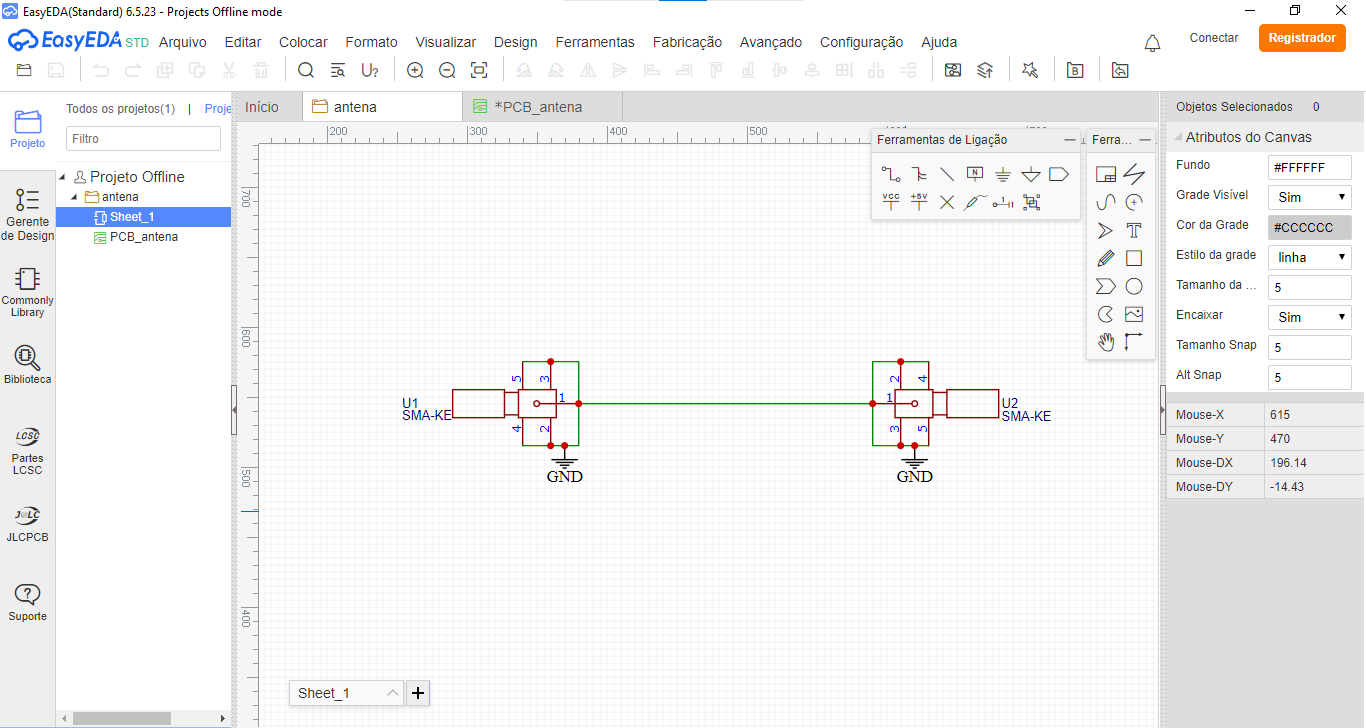 EasyEDA(Standard) 6.5.23 - Projects Offline mode
EasyEDA STD Arquivo Editar Colocar Formato Visualizar Design Ferramentas Fabricação Avançado Configuração Ajuda Conectar Registrador
Todos os projetos(1) | Proje
Filtro
Projeto Offline
antena
Sheet_1
PCB_antena
Projeto
Gerente
de Design
Commonly
Library
Biblioteca
LCSC
Partes
LCSC
J@LC
JLCPCB
Suporte
Início antena *PCB_antena
200 300 400 500
700
600
500
400
Ferramentas de Ligação
N
VCC +5V
Ferra...
T
5 3
U1 1
SMA-KE
4 2
GND
2 4
1 U2
SMA-KE
3 5
GND
Sheet_1
Objetos Selecionados 0
Atributos do Canvas
Fundo #FFFFFF
Grade Visível Sim
Cor da Grade #CCCCCC
Estilo da grade linha
Tamanho da ... 5
Encaixar Sim
Tamanho Snap 5
Alt Snap 5
Mouse-X 615
Mouse-Y 470
Mouse-DX 196.14
Mouse-DY -14.43